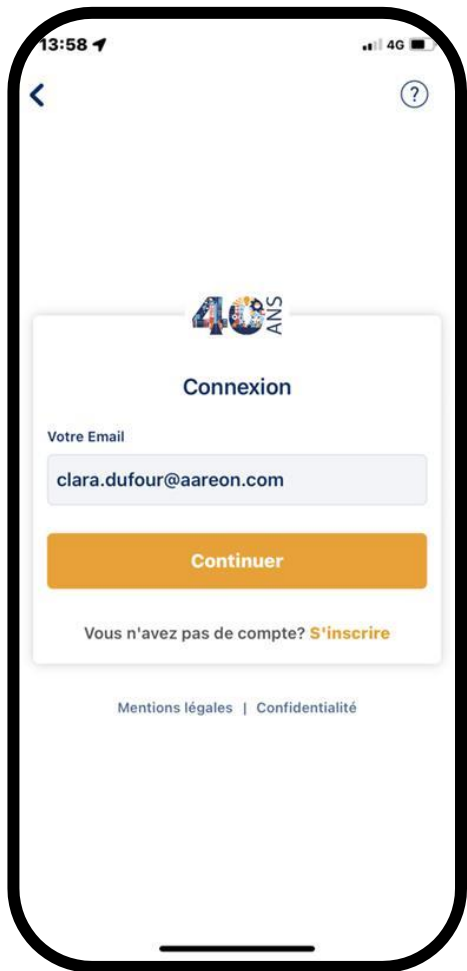 13:58
4G
?
40 ANS
Connexion
Votre Email
clara.dufour@aareon.com
Continuer
Vous n'avez pas de compte? S'inscrire
Mentions légales | Confidentialité